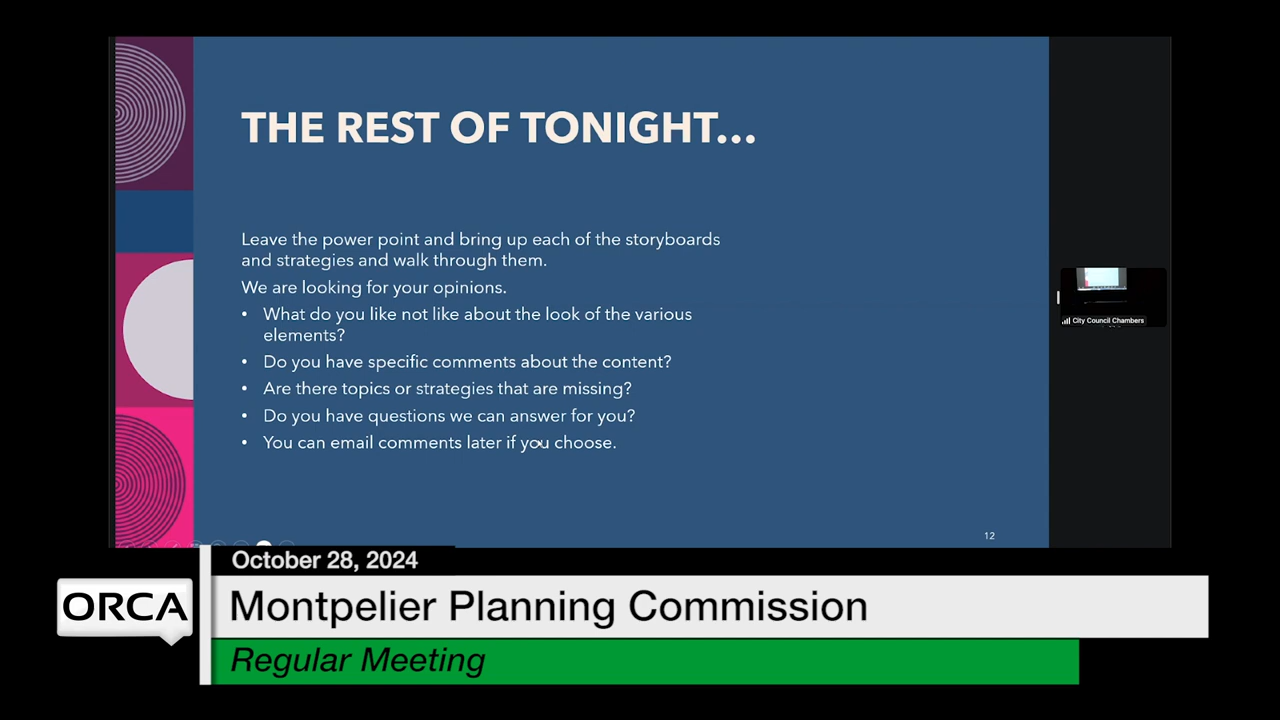 THE REST OF TONIGHT...
Leave the power point and bring up each of the storyboards
and strategies and walk through them.
We are looking for your opinions.
• What do you like not like about the look of the various
elements?
• Do you have specific comments about the content?
• Are there topics or strategies that are missing?
• Do you have questions we can answer for you?
• You can email comments later if you choose.
12
City Council Chambers
October 28, 2024
ORCA
Montpelier Planning Commission
Regular Meeting